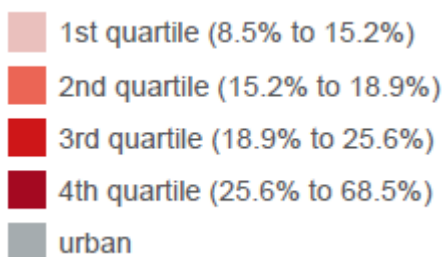 1st quartile (8.5% to 15.2%)
2nd quartile (15.2% to 18.9%)
3rd quartile (18.9% to 25.6%)
4th quartile (25.6% to 68.5%)
urban